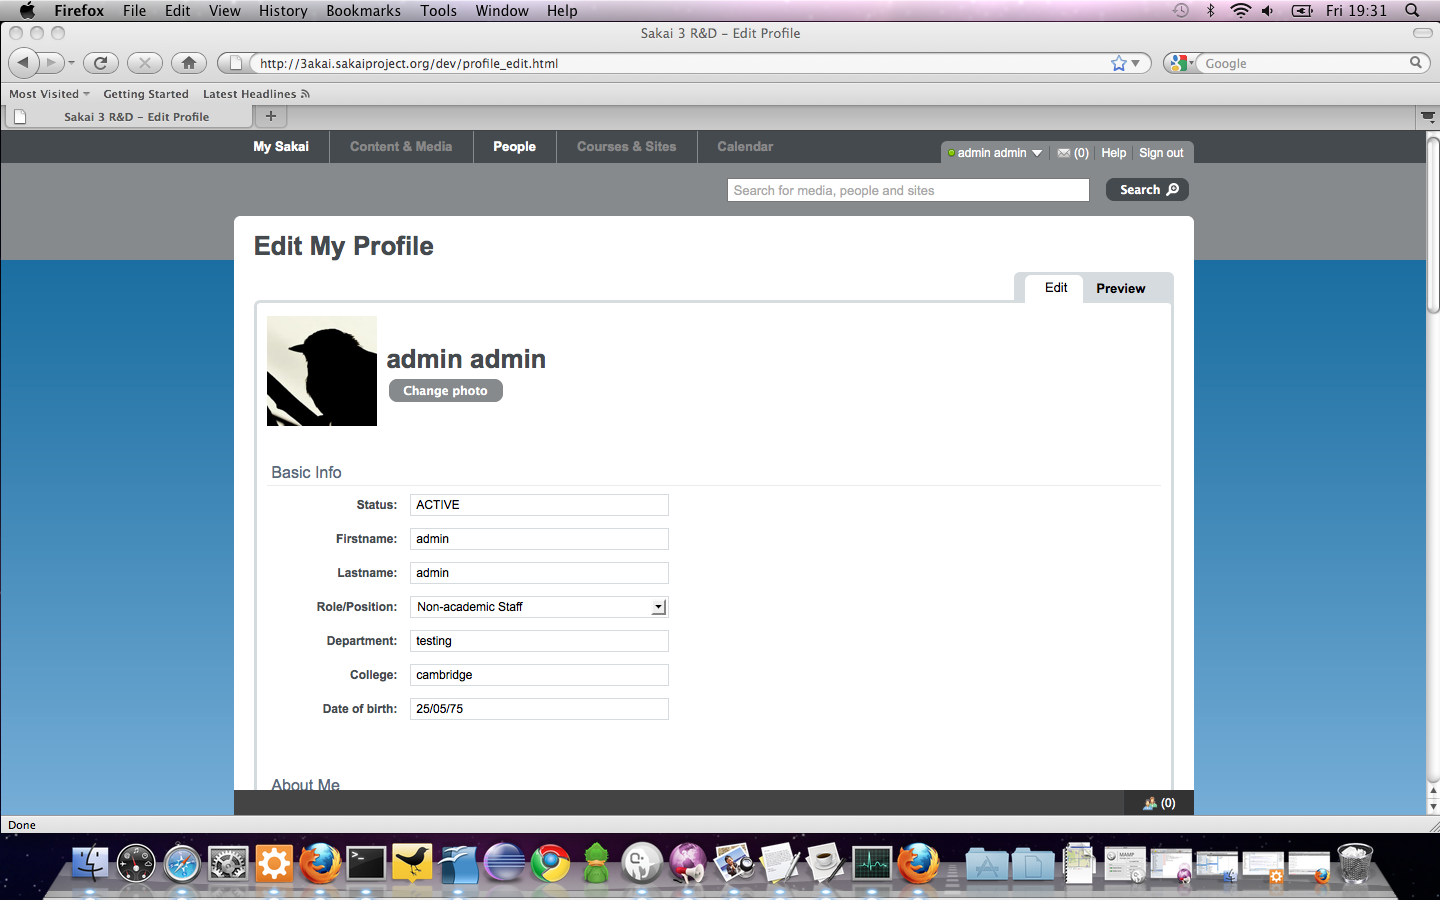 Firefox File Edit View History Bookmarks Tools Window Help Fri 19:31
Sakai 3 R&D – Edit Profile
http://3akai.sakaiproject.org/dev/profile_edit.html Google
Most Visited Getting Started Latest Headlines
Sakai 3 R&D – Edit Profile +
My Sakai Content & Media People Courses & Sites Calendar admin admin (0) Help Sign out
Search for media, people and sites Search
Edit My Profile
Edit Preview
admin admin
Change photo
Basic Info
Status: ACTIVE
Firstname: admin
Lastname: admin
Role/Position: Non-academic Staff
Department: testing
College: cambridge
Date of birth: 25/05/75
About Me
(0)
Done